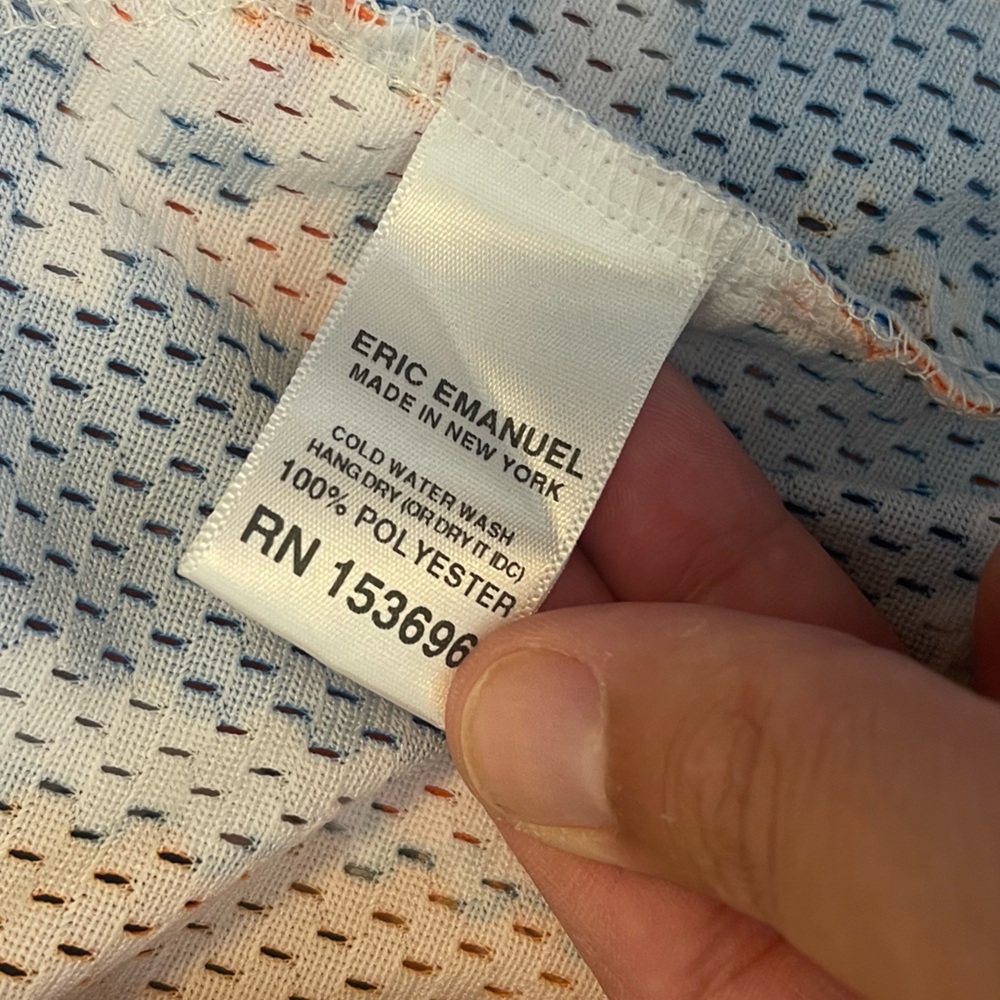 ERIC EMANUEL
MADE IN NEW YORK
COLD WATER WASH
HANG DRY (OR DRY IT IDC)
100% POLYESTER
RN 153696